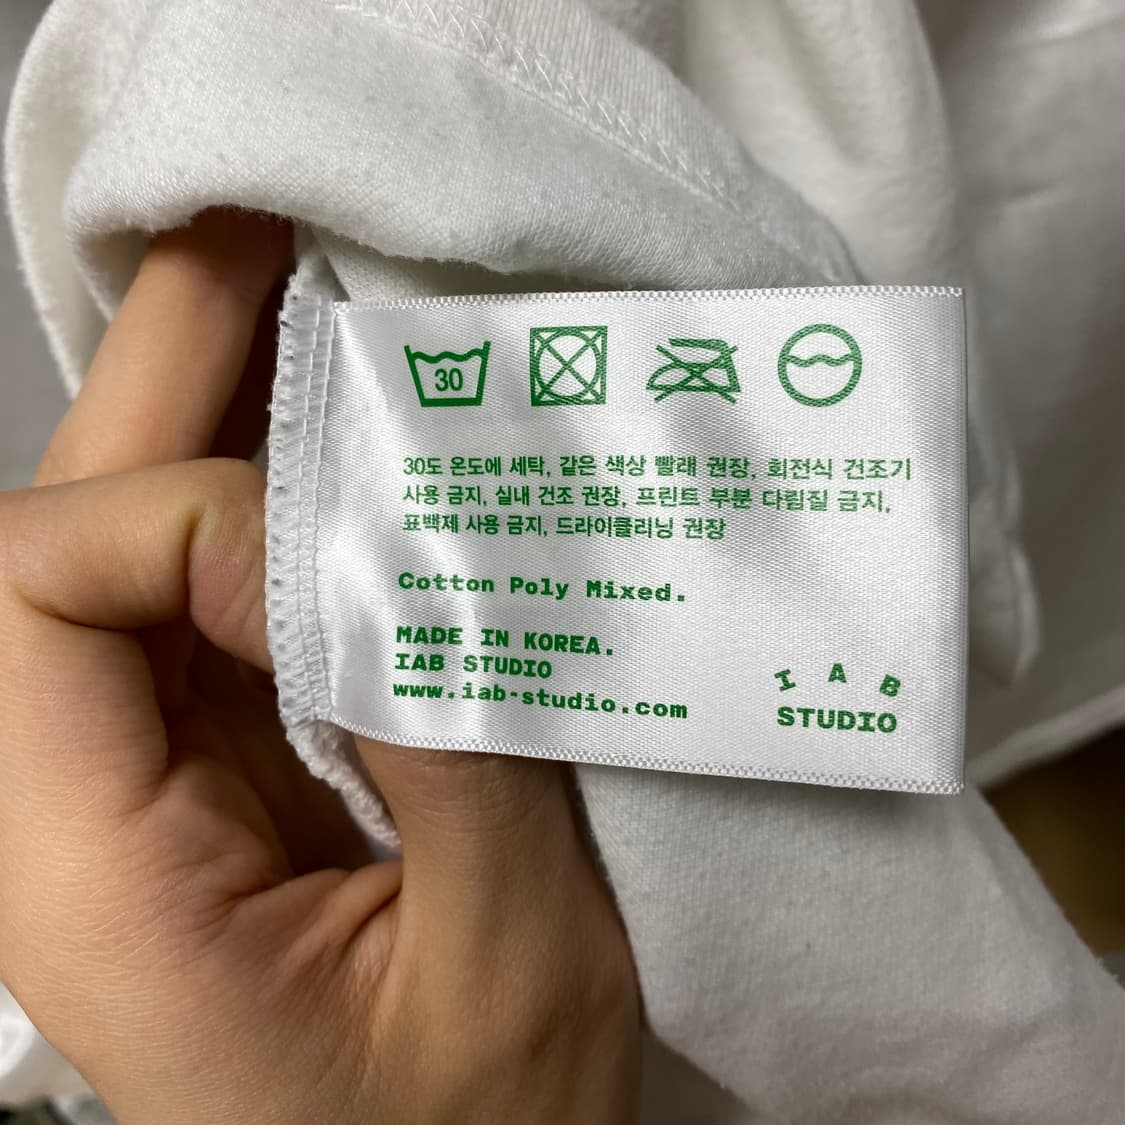 30
30도 온도에 세탁, 같은 색상 빨래 권장, 회전식 건조기
사용 금지, 실내 건조 권장, 프린트 부분 다림질 금지,
표백제 사용 금지, 드라이클리닝 권장
Cotton Poly Mixed.
MADE IN KOREA.
IAB STUDIO
www.iab-studio.com
IAB
STUDIO